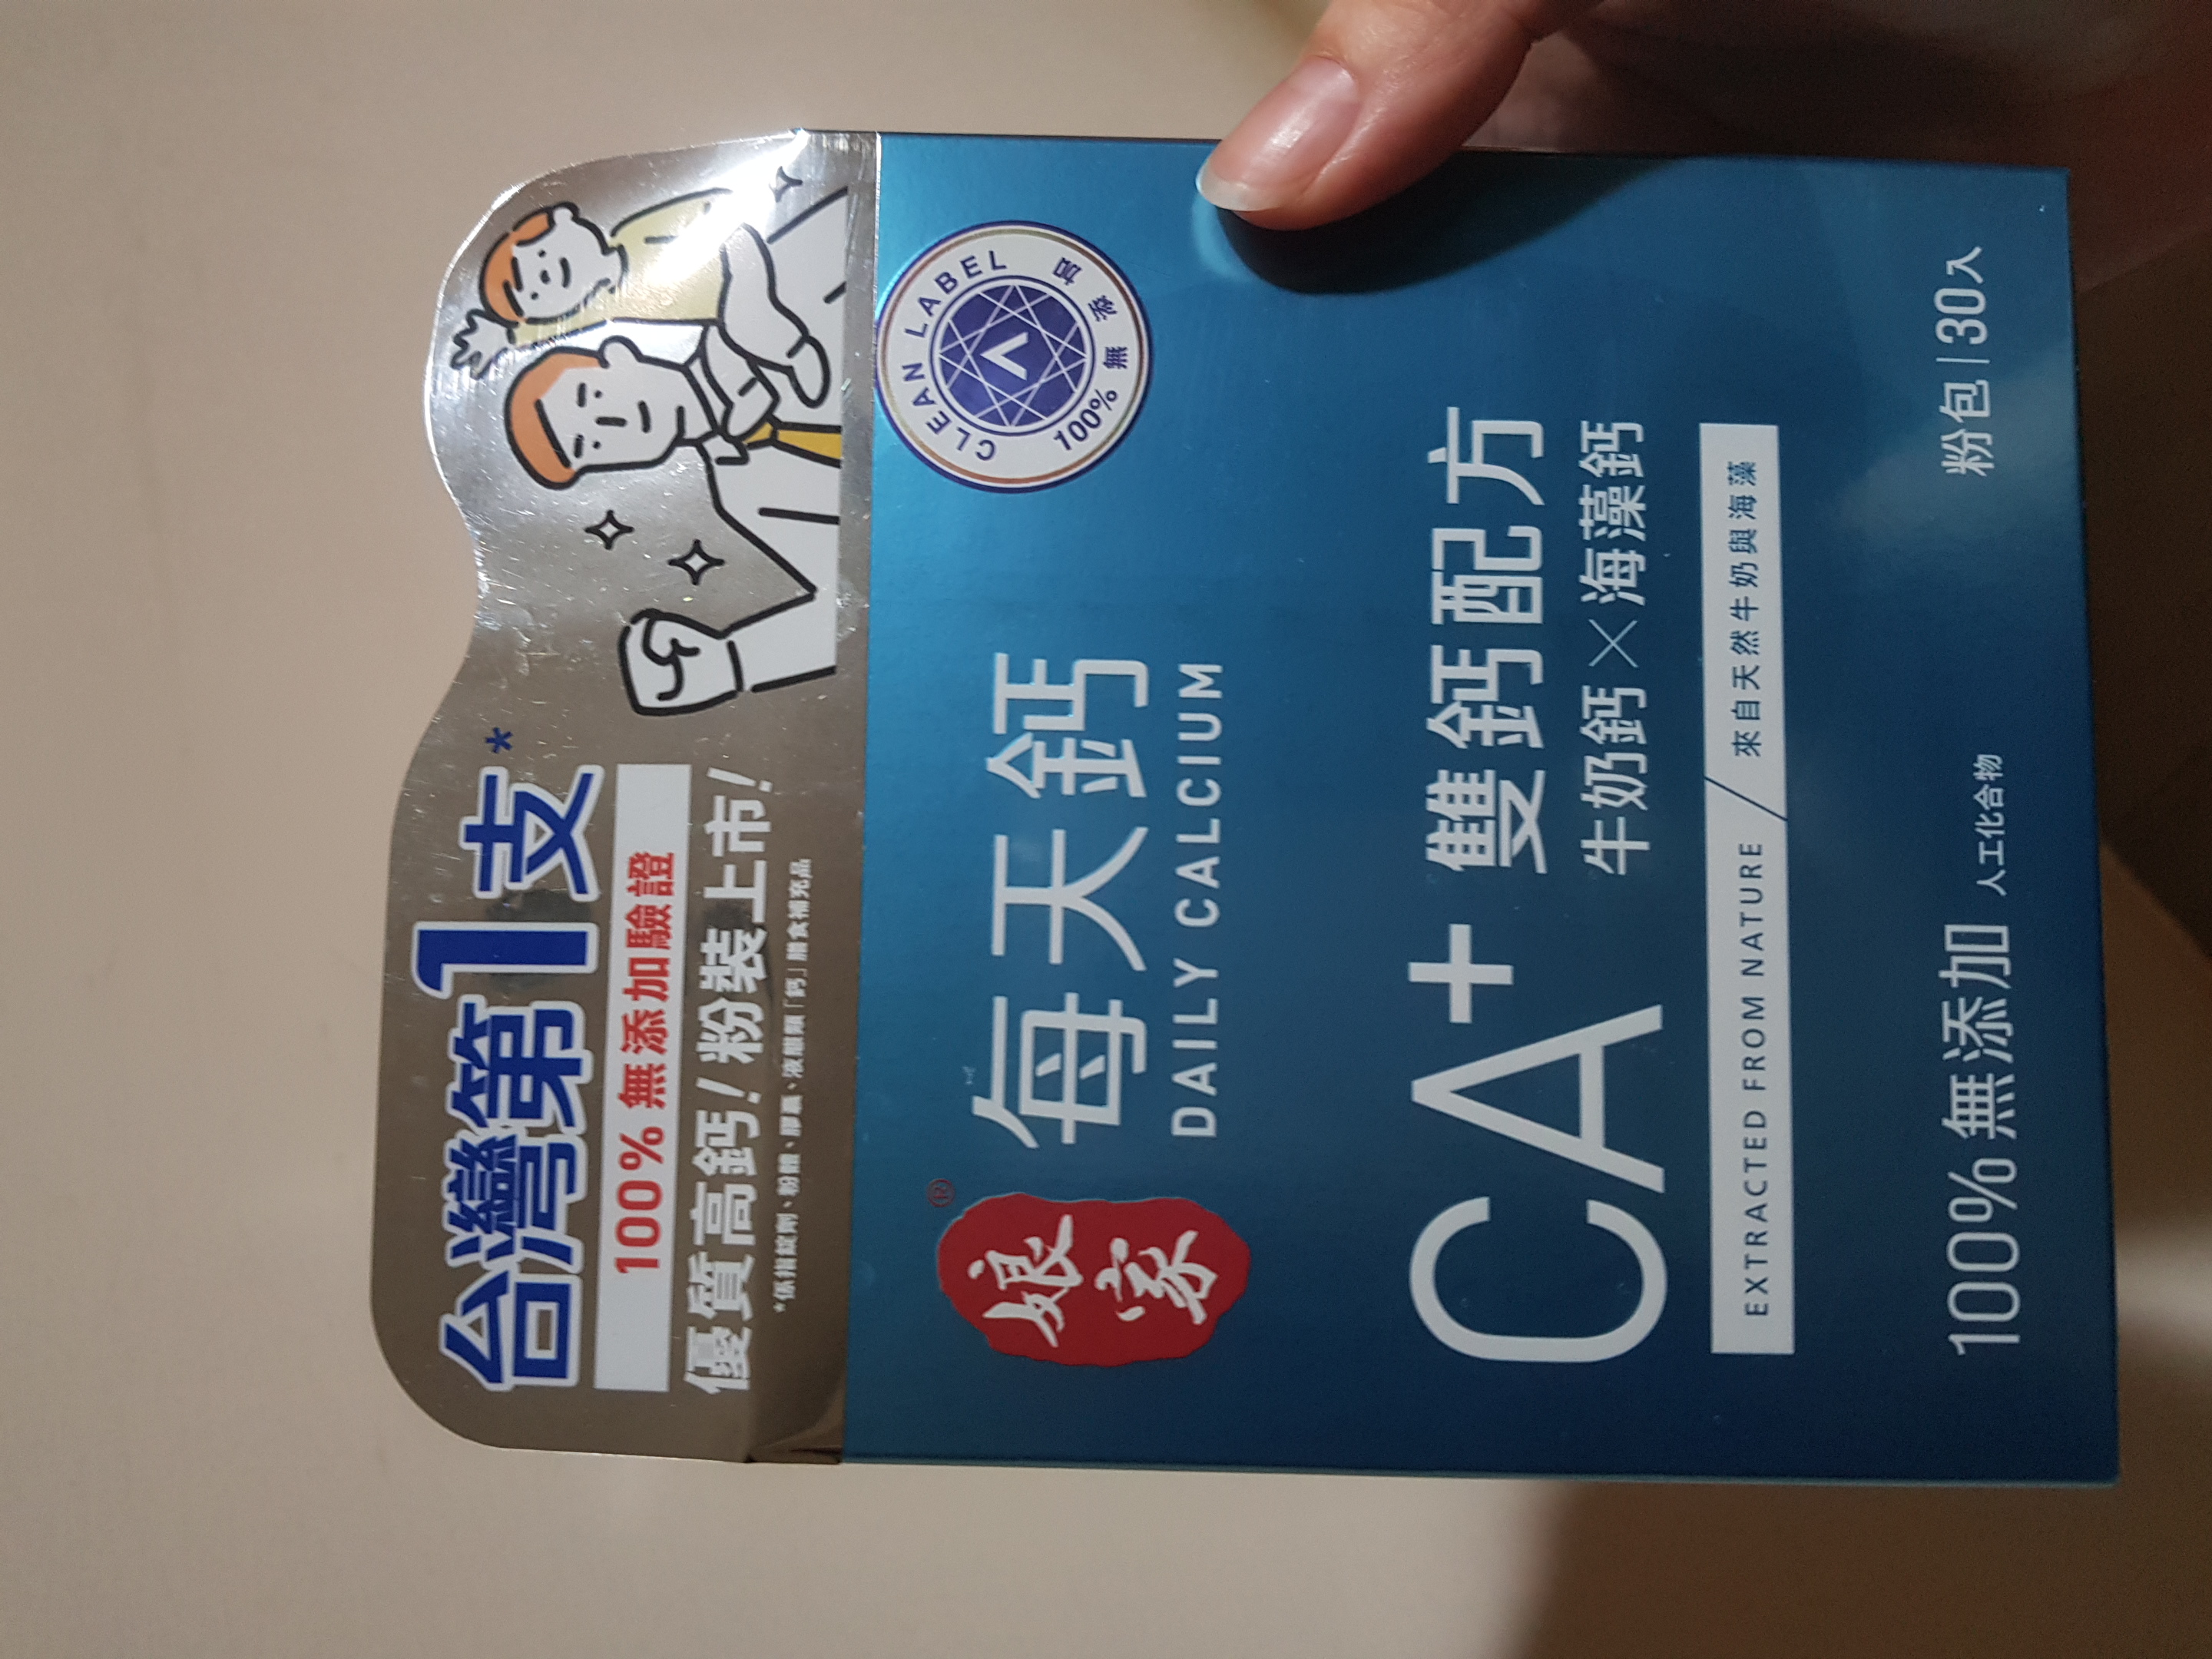 台灣第1支*
100%無添加驗證
優質高鈣!粉裝上市!
*係指錠劑、粉體、膠囊、液態類「鈣」膳食補充品
娘家®
每天鈣
DAILY CALCIUM
CLEAN LABEL
100% 無添加
CA+ 雙鈣配方
牛奶鈣×海藻鈣
EXTRACTED FROM NATURE / 來自天然牛奶與海藻
100%無添加 人工化合物
粉包|30入